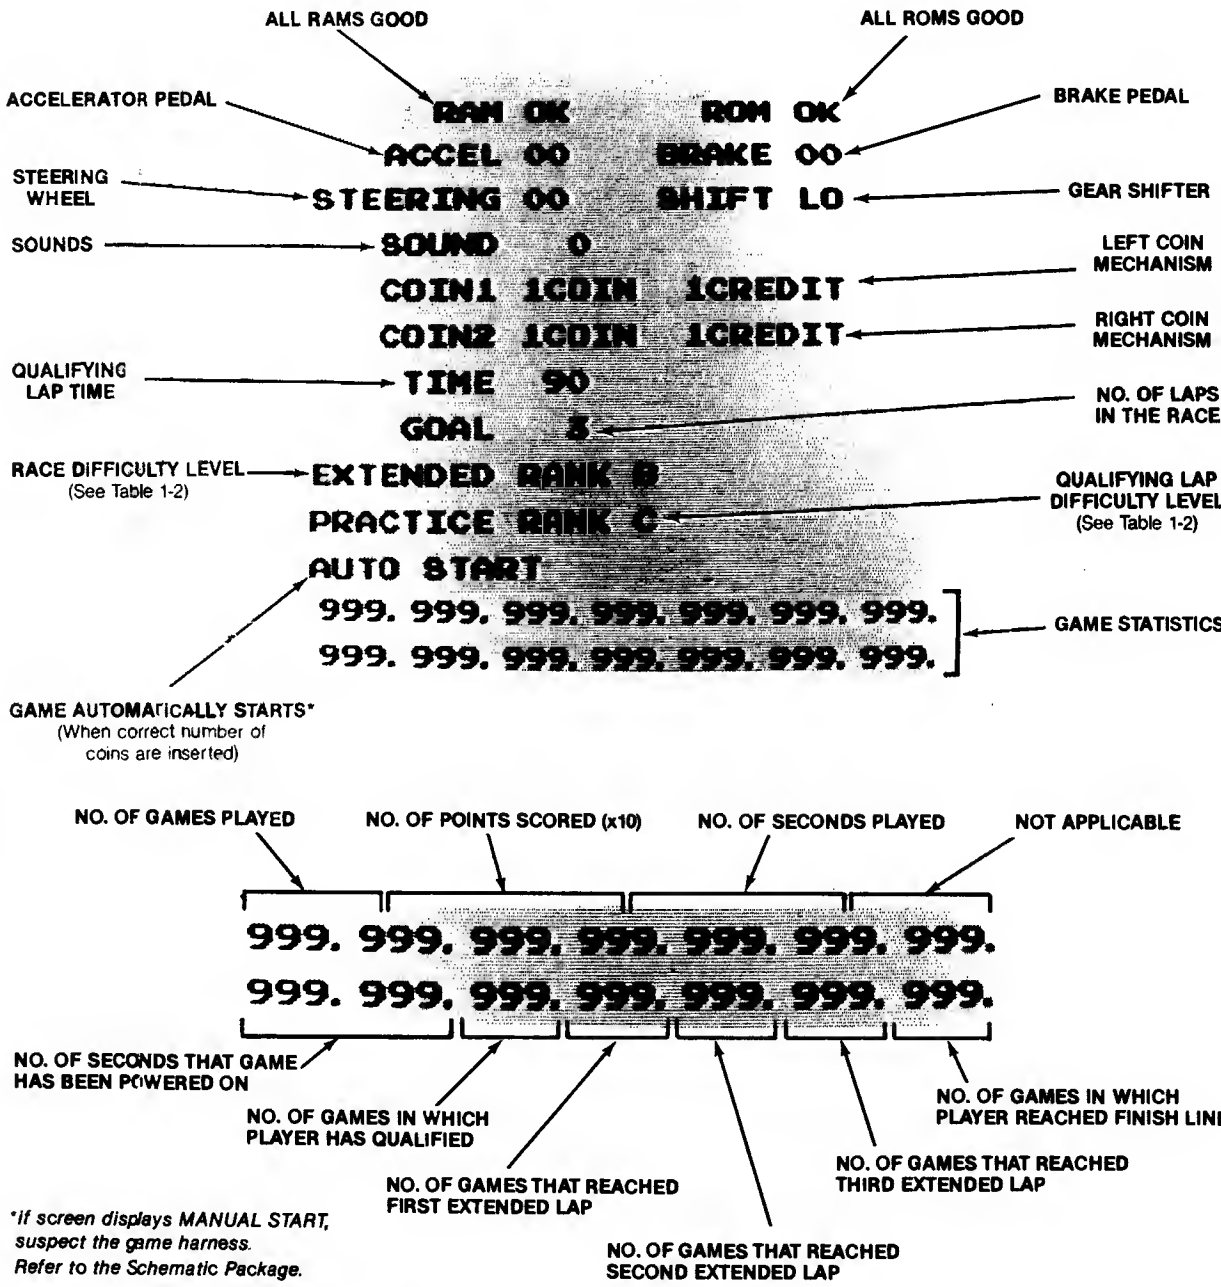 ALL RAMS GOOD
ALL ROMS GOOD
ACCELERATOR PEDAL
BRAKE PEDAL
RAM OK ROM OK
ACCEL 00 BRAKE 00
STEERING
WHEEL
STEERING 00 SHIFT LO
GEAR SHIFTER
SOUNDS
SOUND 0
LEFT COIN
MECHANISM
COIN1 1COIN 1CREDIT
COIN2 1COIN 1CREDIT
RIGHT COIN
MECHANISM
QUALIFYING
LAP TIME
TIME 90
GOAL 3
NO. OF LAPS
IN THE RACE
RACE DIFFICULTY LEVEL
(See Table 1-2)
EXTENDED RANK B
PRACTICE RANK C
QUALIFYING LAP
DIFFICULTY LEVEL
(See Table 1-2)
AUTO START
999. 999. 999. 999. 999. 999. 999.
999. 999. 999. 999. 999. 999. 999.
GAME STATISTICS
GAME AUTOMATICALLY STARTS*
(When correct number of
coins are inserted)
NO. OF GAMES PLAYED
NO. OF POINTS SCORED (x10)
NO. OF SECONDS PLAYED
NOT APPLICABLE
999. 999. 999. 999. 999. 999. 999.
999. 999. 999. 999. 999. 999. 999.
NO. OF SECONDS THAT GAME
HAS BEEN POWERED ON
NO. OF GAMES IN WHICH
PLAYER HAS QUALIFIED
NO. OF GAMES THAT REACHED
FIRST EXTENDED LAP
NO. OF GAMES THAT REACHED
SECOND EXTENDED LAP
NO. OF GAMES THAT REACHED
THIRD EXTENDED LAP
NO. OF GAMES IN WHICH
PLAYER REACHED FINISH LINE
*if screen displays MANUAL START,
suspect the game harness.
Refer to the Schematic Package.